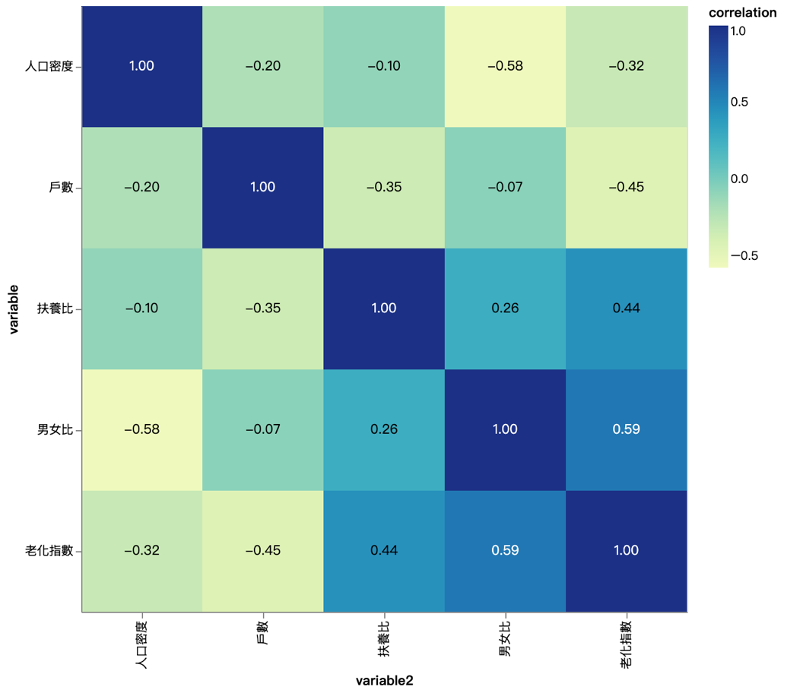 correlation
1.0
0.5
0.0
−0.5
variable
人口密度 1.00 −0.20 −0.10 −0.58 −0.32
戶數 −0.20 1.00 −0.35 −0.07 −0.45
扶養比 −0.10 −0.35 1.00 0.26 0.44
男女比 −0.58 −0.07 0.26 1.00 0.59
老化指數 −0.32 −0.45 0.44 0.59 1.00
人口密度 戶數 扶養比 男女比 老化指數
variable2